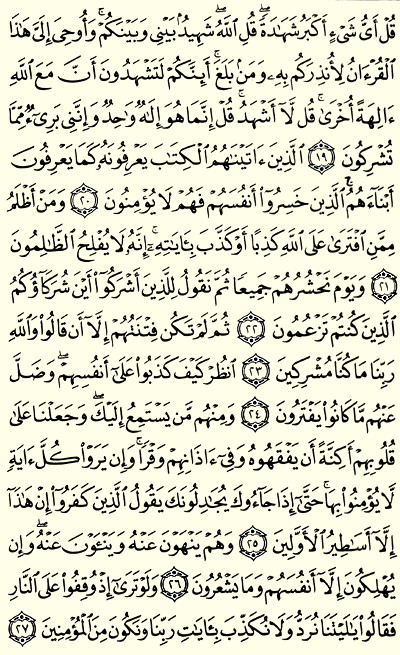 قُلْ أَىُّ شَىْءٍ أَكْبَرُ شَهَٰدَةً ۖ قُلِ ٱللَّهُ ۖ شَهِيدٌۢ بَيْنِى وَبَيْنَكُمْ ۚ وَأُوحِىَ إِلَىَّ هَٰذَا
ٱلْقُرْءَانُ لِأُنذِرَكُم بِهِۦ وَمَنۢ بَلَغَ ۚ أَئِنَّكُمْ لَتَشْهَدُونَ أَنَّ مَعَ ٱللَّهِ
ءَالِهَةً أُخْرَىٰ ۚ قُل لَّآ أَشْهَدُ ۚ قُلْ إِنَّمَا هُوَ إِلَٰهٌ وَٰحِدٌ وَإِنَّنِى بَرِىٓءٌ مِّمَّا
تُشْرِكُونَ ١٩ ٱلَّذِينَ ءَاتَيْنَٰهُمُ ٱلْكِتَٰبَ يَعْرِفُونَهُۥ كَمَا يَعْرِفُونَ
أَبْنَآءَهُمُ ۘ ٱلَّذِينَ خَسِرُوٓا۟ أَنفُسَهُمْ فَهُمْ لَا يُؤْمِنُونَ ٢٠ وَمَنْ أَظْلَمُ
مِمَّنِ ٱفْتَرَىٰ عَلَى ٱللَّهِ كَذِبًا أَوْ كَذَّبَ بِـَٔايَٰتِهِۦٓ ۗ إِنَّهُۥ لَا يُفْلِحُ ٱلظَّٰلِمُونَ
٢١ وَيَوْمَ نَحْشُرُهُمْ جَمِيعًا ثُمَّ نَقُولُ لِلَّذِينَ أَشْرَكُوٓا۟ أَيْنَ شُرَكَآؤُكُمُ
ٱلَّذِينَ كُنتُمْ تَزْعُمُونَ ٢٢ ثُمَّ لَمْ تَكُن فِتْنَتُهُمْ إِلَّآ أَن قَالُوا۟ وَٱللَّهِ
رَبِّنَا مَا كُنَّا مُشْرِكِينَ ٢٣ ٱنظُرْ كَيْفَ كَذَبُوا۟ عَلَىٰٓ أَنفُسِهِمْ ۚ وَضَلَّ
عَنْهُم مَّا كَانُوا۟ يَفْتَرُونَ ٢٤ وَمِنْهُم مَّن يَسْتَمِعُ إِلَيْكَ ۖ وَجَعَلْنَا عَلَىٰ
قُلُوبِهِمْ أَكِنَّةً أَن يَفْقَهُوهُ وَفِىٓ ءَاذَانِهِمْ وَقْرًا ۚ وَإِن يَرَوْا۟ كُلَّ ءَايَةٍ
لَّا يُؤْمِنُوا۟ بِهَا ۚ حَتَّىٰٓ إِذَا جَآءُوكَ يُجَٰدِلُونَكَ يَقُولُ ٱلَّذِينَ كَفَرُوٓا۟ إِنْ هَٰذَآ
إِلَّآ أَسَٰطِيرُ ٱلْأَوَّلِينَ ٢٥ وَهُمْ يَنْهَوْنَ عَنْهُ وَيَنْـَٔوْنَ عَنْهُ ۖ وَإِن
يُهْلِكُونَ إِلَّآ أَنفُسَهُمْ وَمَا يَشْعُرُونَ ٢٦ وَلَوْ تَرَىٰٓ إِذْ وُقِفُوا۟ عَلَى ٱلنَّارِ
فَقَالُوا۟ يَٰلَيْتَنَا نُرَدُّ وَلَا نُكَذِّبَ بِـَٔايَٰتِ رَبِّنَا وَنَكُونَ مِنَ ٱلْمُؤْمِنِينَ ٢٧